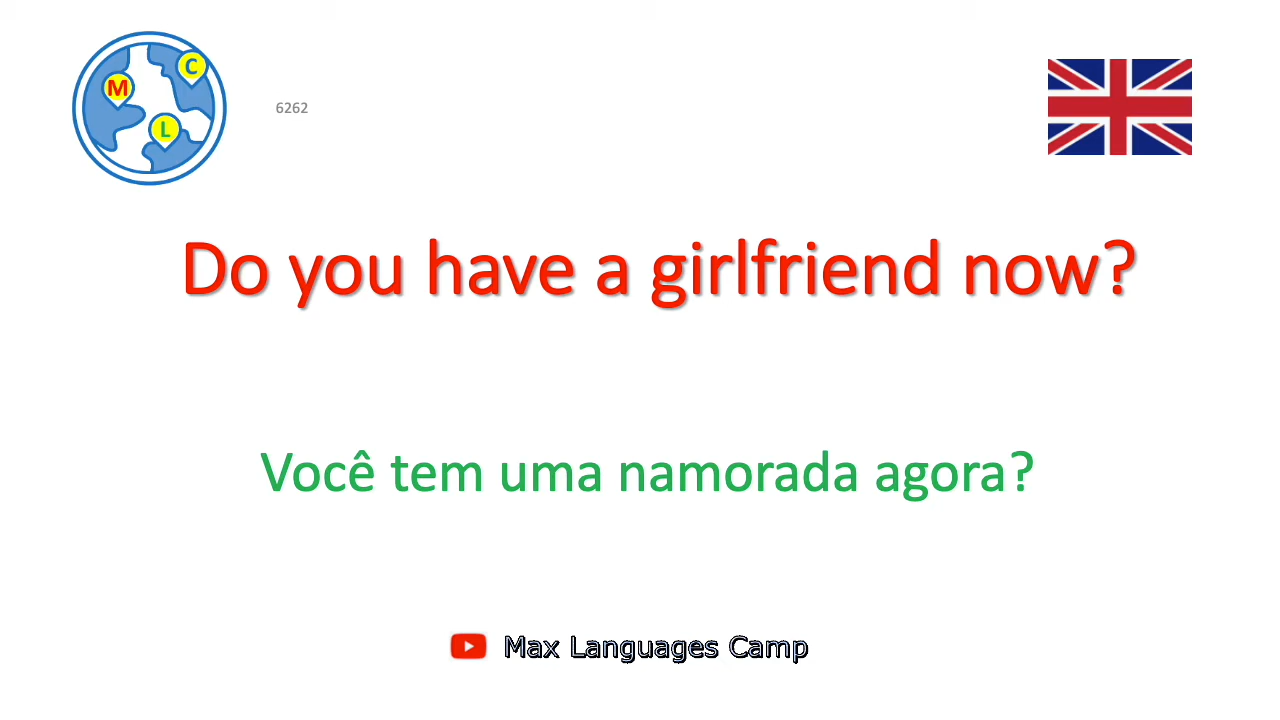 M
C
L
6262
Do you have a girlfriend now?
Você tem uma namorada agora?
Max Languages Camp